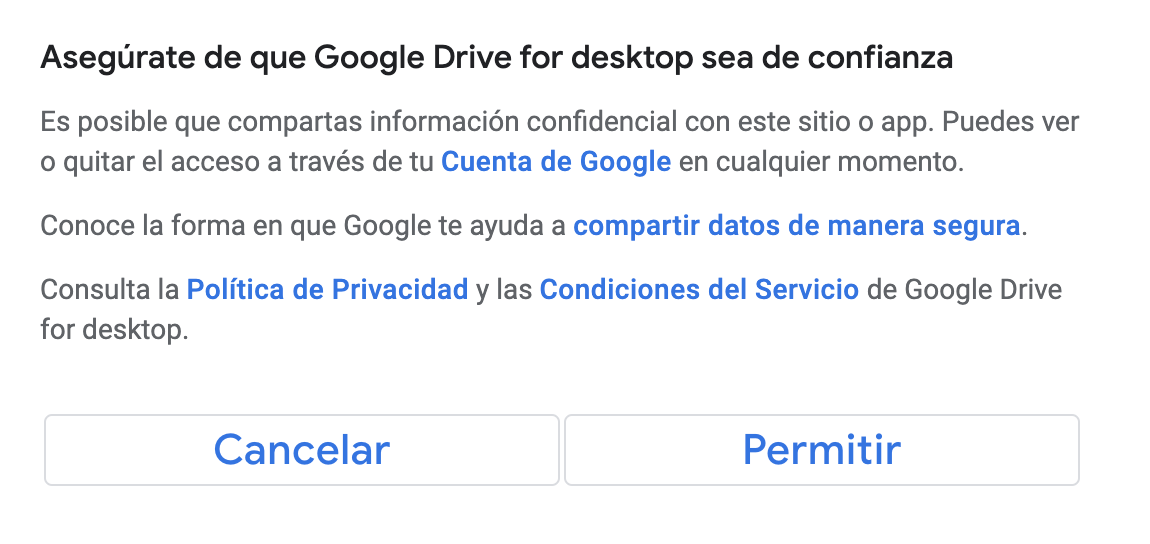 Asegúrate de que Google Drive for desktop sea de confianza
Es posible que compartas información confidencial con este sitio o app. Puedes ver
o quitar el acceso a través de tu Cuenta de Google en cualquier momento.
Conoce la forma en que Google te ayuda a compartir datos de manera segura.
Consulta la Política de Privacidad y las Condiciones del Servicio de Google Drive
for desktop.
Cancelar
Permitir